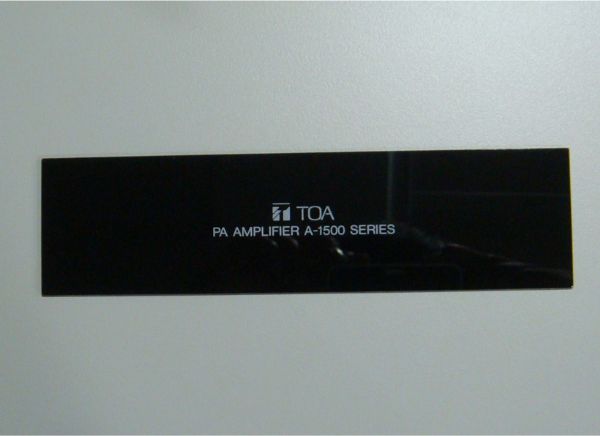 TOA
PA AMPLIFIER A-1500 SERIES